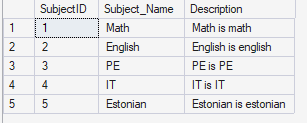 SubjectID Subject_Name Description
1 1 Math Math is math
2 2 English English is english
3 3 PE PE is PE
4 4 IT IT is IT
5 5 Estonian Estonian is estonian